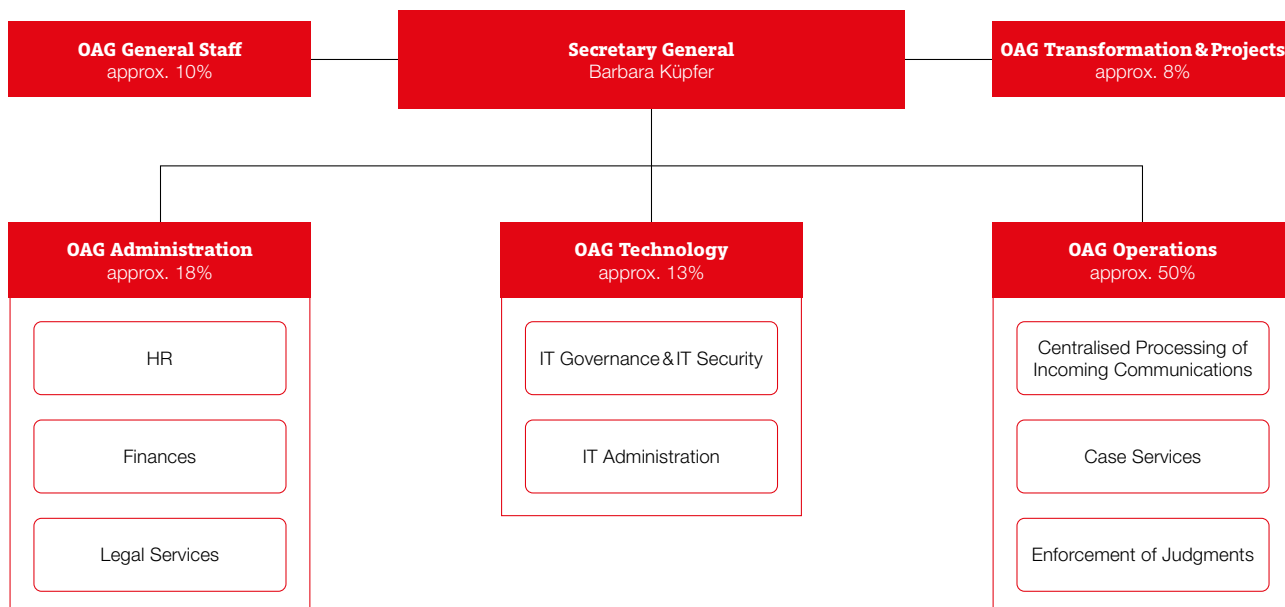 OAG General Staff
approx. 10%
Secretary General
Barbara Küpfer
OAG Transformation & Projects
approx. 8%
OAG Administration
approx. 18%
HR
Finances
Legal Services
OAG Technology
approx. 13%
IT Governance & IT Security
IT Administration
OAG Operations
approx. 50%
Centralised Processing of
Incoming Communications
Case Services
Enforcement of Judgments